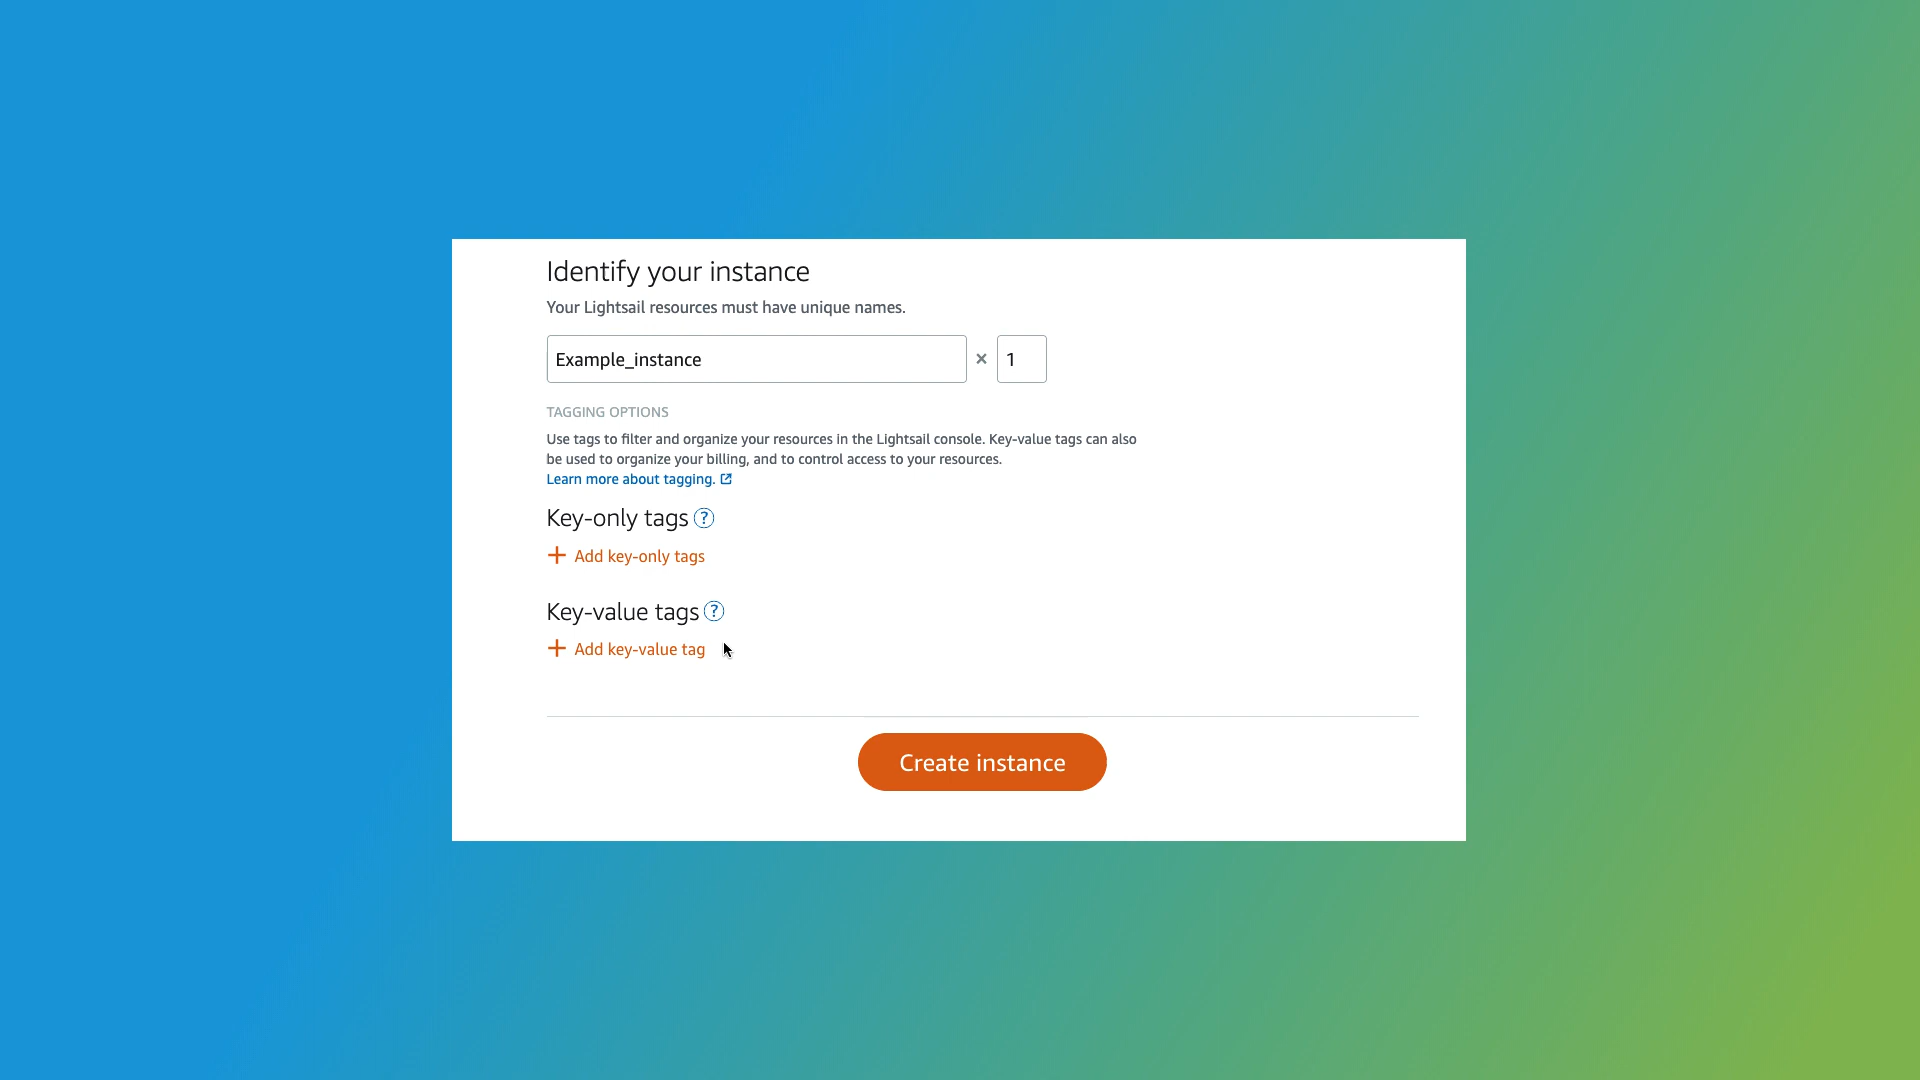 Identify your instance
Your Lightsail resources must have unique names.
Example_instance × 1
TAGGING OPTIONS
Use tags to filter and organize your resources in the Lightsail console. Key-value tags can also
be used to organize your billing, and to control access to your resources.
Learn more about tagging.
Key-only tags ?
+ Add key-only tags
Key-value tags ?
+ Add key-value tag
Create instance